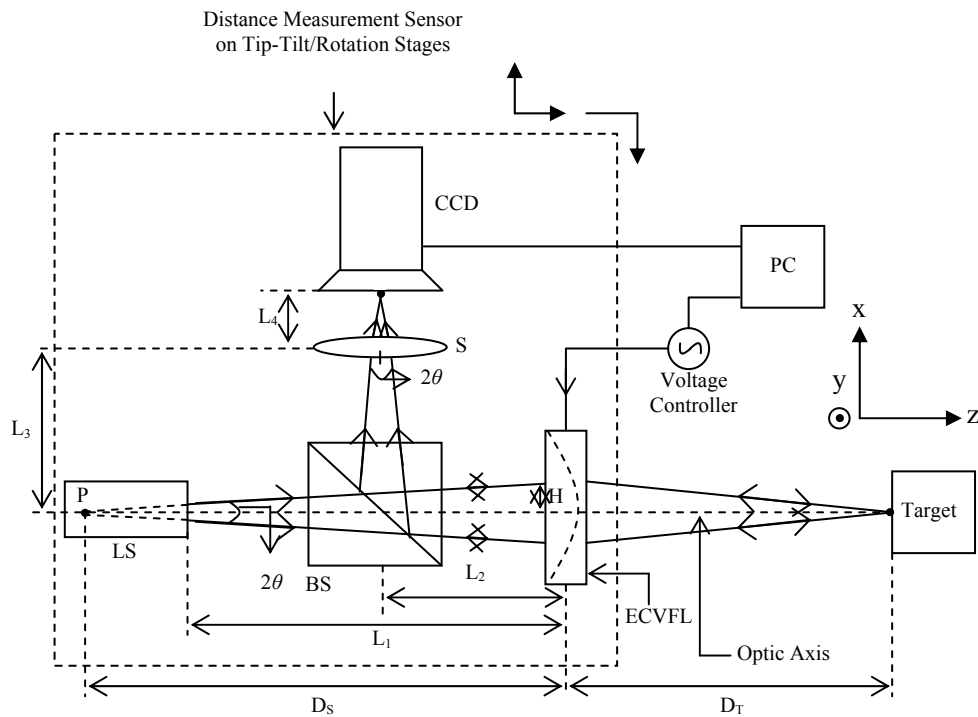 Distance Measurement Sensor
on Tip-Tilt/Rotation Stages
CCD
PC
L4
S
2θ
Voltage
Controller
x
y
z
L3
P
H
Target
LS
2θ
BS
L2
ECVFL
L1
Optic Axis
DS
DT